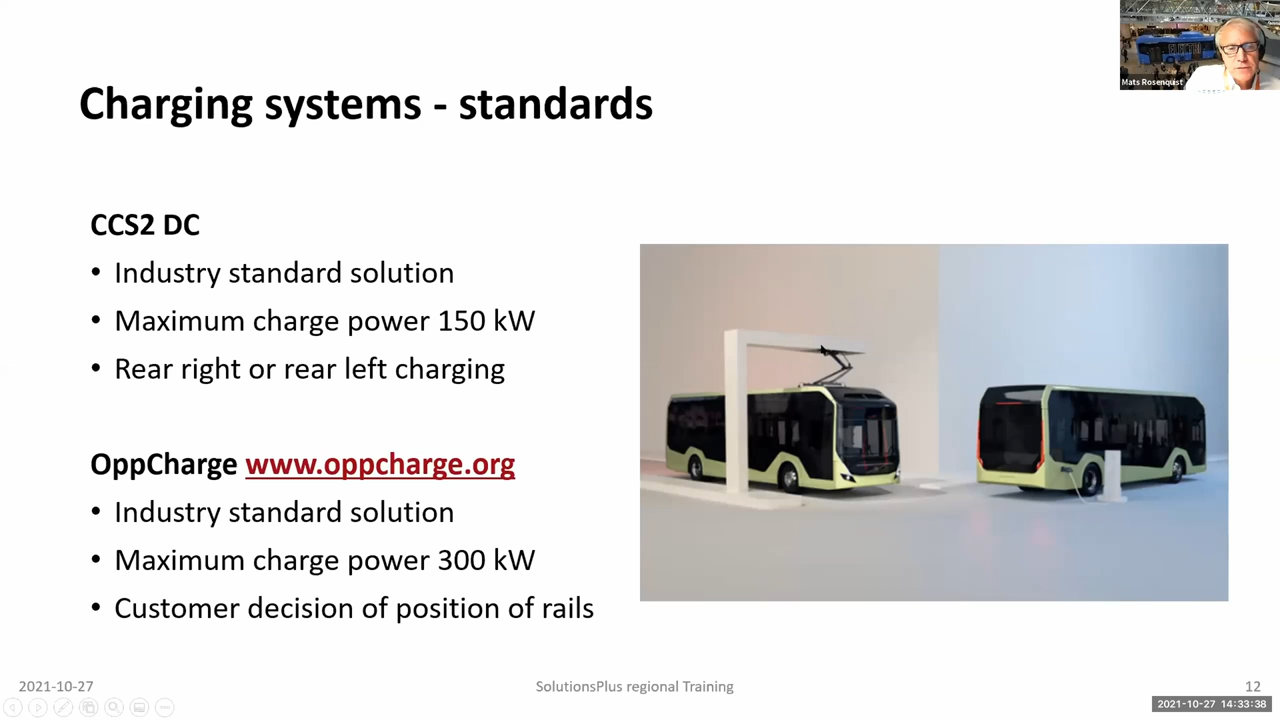 Mats Rosenquist
Charging systems - standards
CCS2 DC
• Industry standard solution
• Maximum charge power 150 kW
• Rear right or rear left charging
OppCharge www.oppcharge.org
• Industry standard solution
• Maximum charge power 300 kW
• Customer decision of position of rails
2021-10-27
SolutionsPlus regional Training
12
2021-10-27 14:33:38